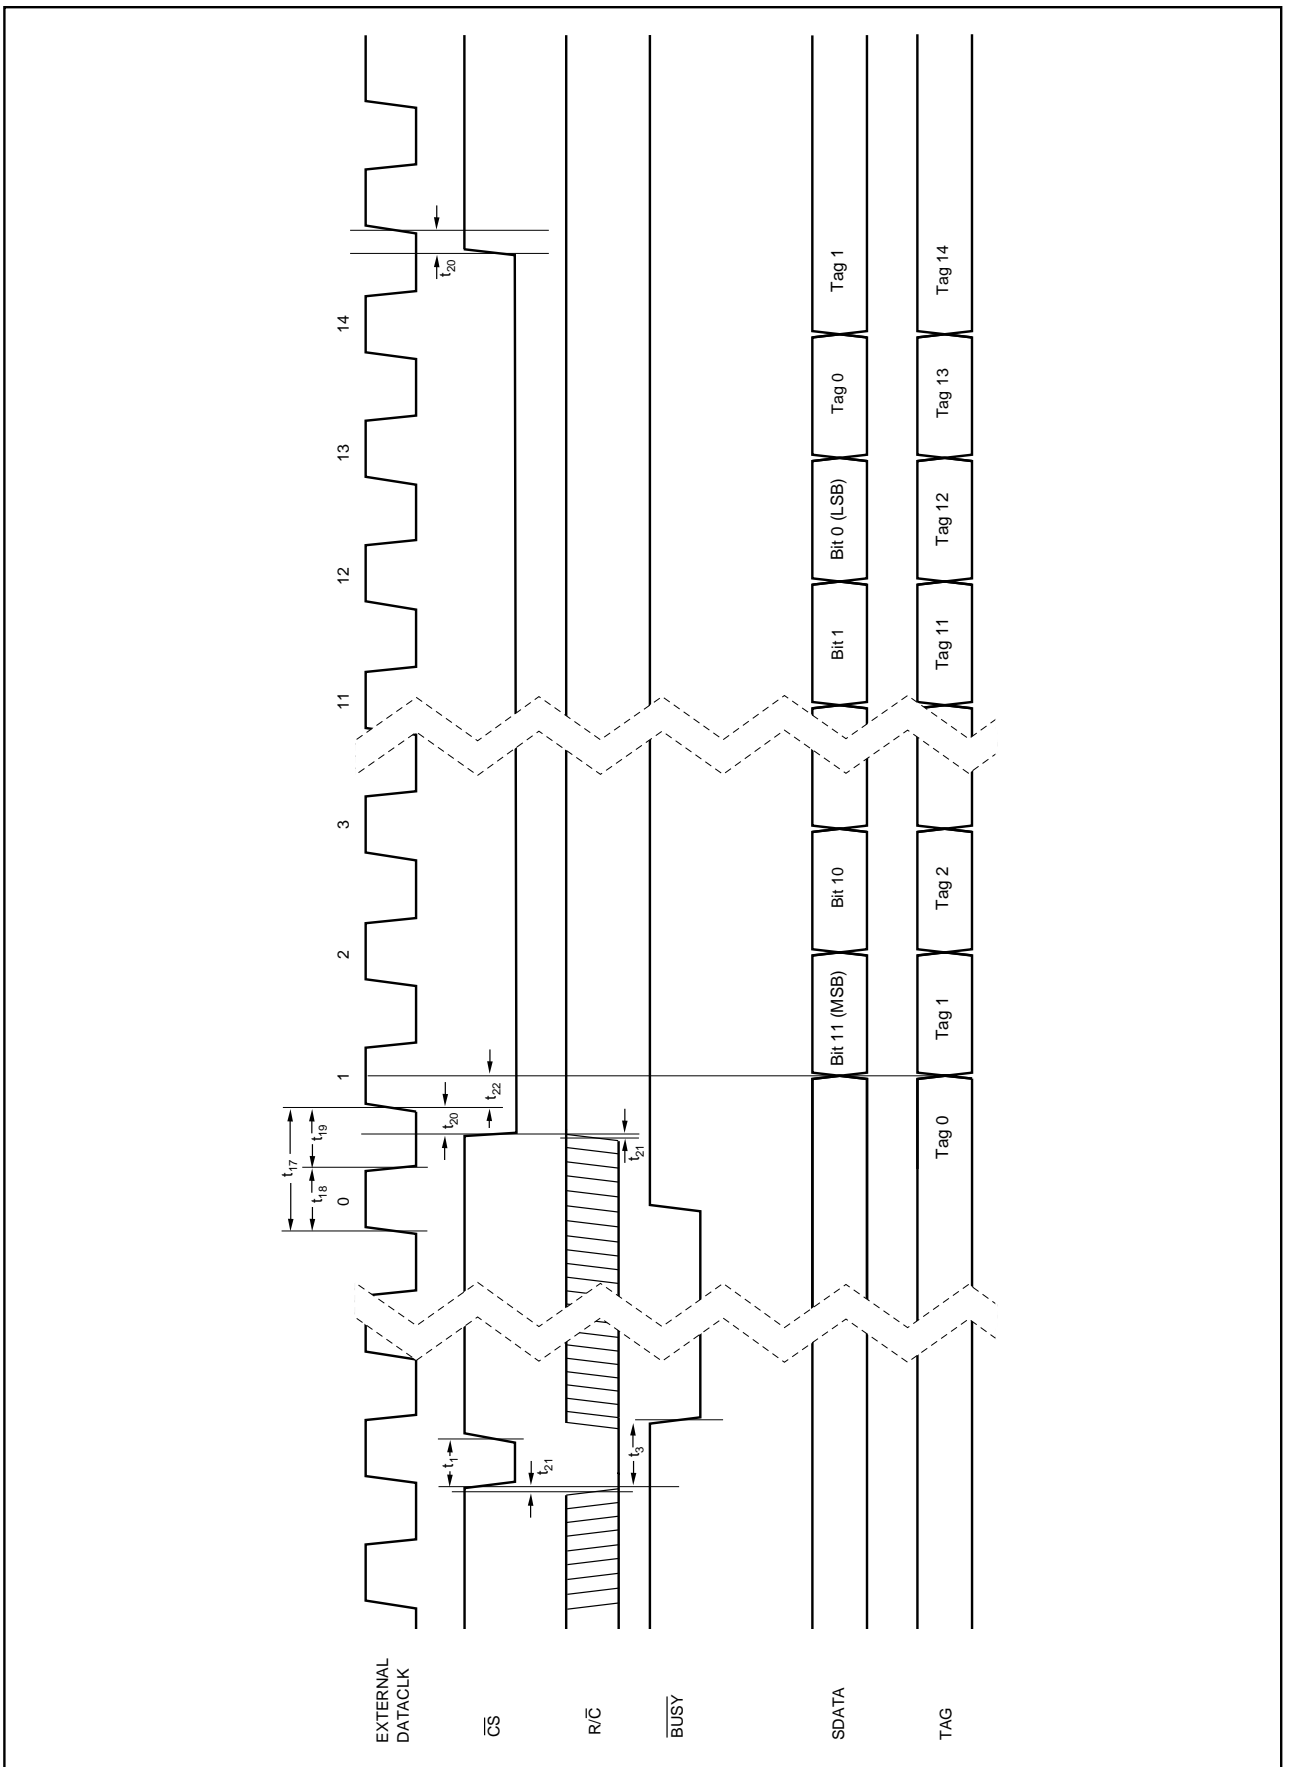 EXTERNAL
DATACLK
0
1
2
3
11
12
13
14
t17
t18
t19
t20
t22
t20
CS
t1
t21
R/C
t21
BUSY
t3
SDATA
Bit 11 (MSB)
Bit 10
Bit 1
Bit 0 (LSB)
Tag 0
Tag 1
TAG
Tag 0
Tag 1
Tag 2
Tag 11
Tag 12
Tag 13
Tag 14